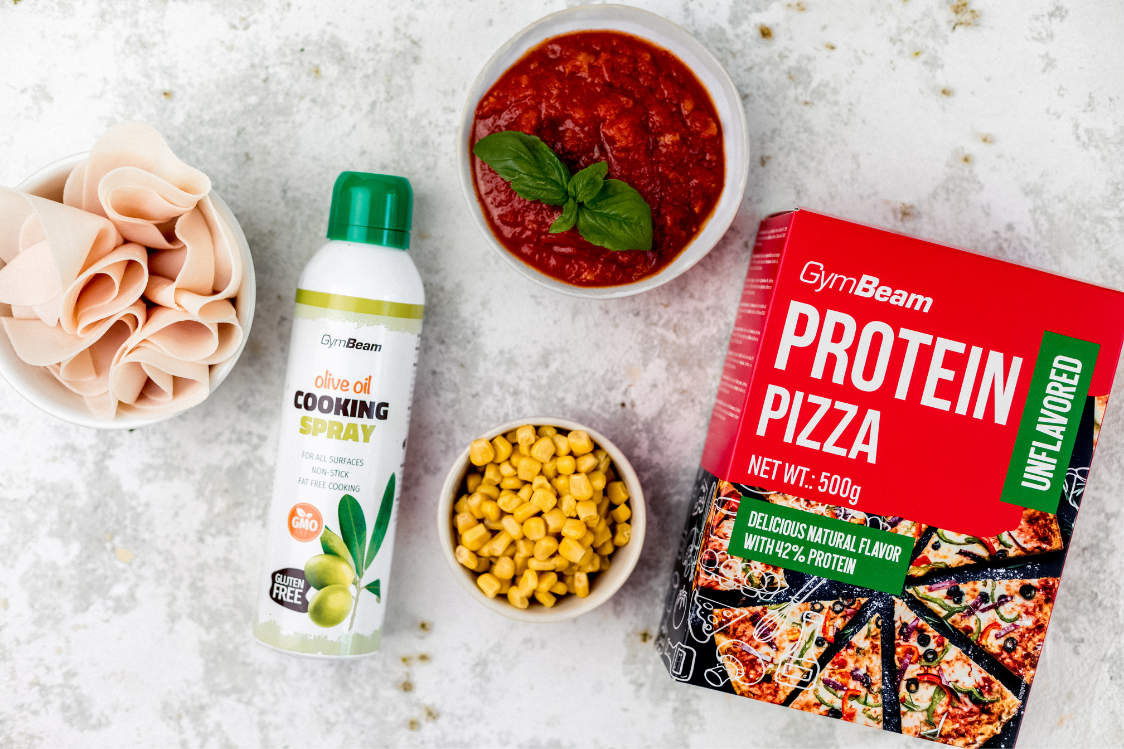 GymBeam
olive oil
COOKING
SPRAY
FOR ALL SURFACES
NON-STICK
FAT FREE COOKING
GMO
GLUTEN
FREE
GymBeam
PROTEIN
PIZZA
NET WT.: 500g
UNFLAVORED
DELICIOUS NATURAL FLAVOR
WITH 42% PROTEIN